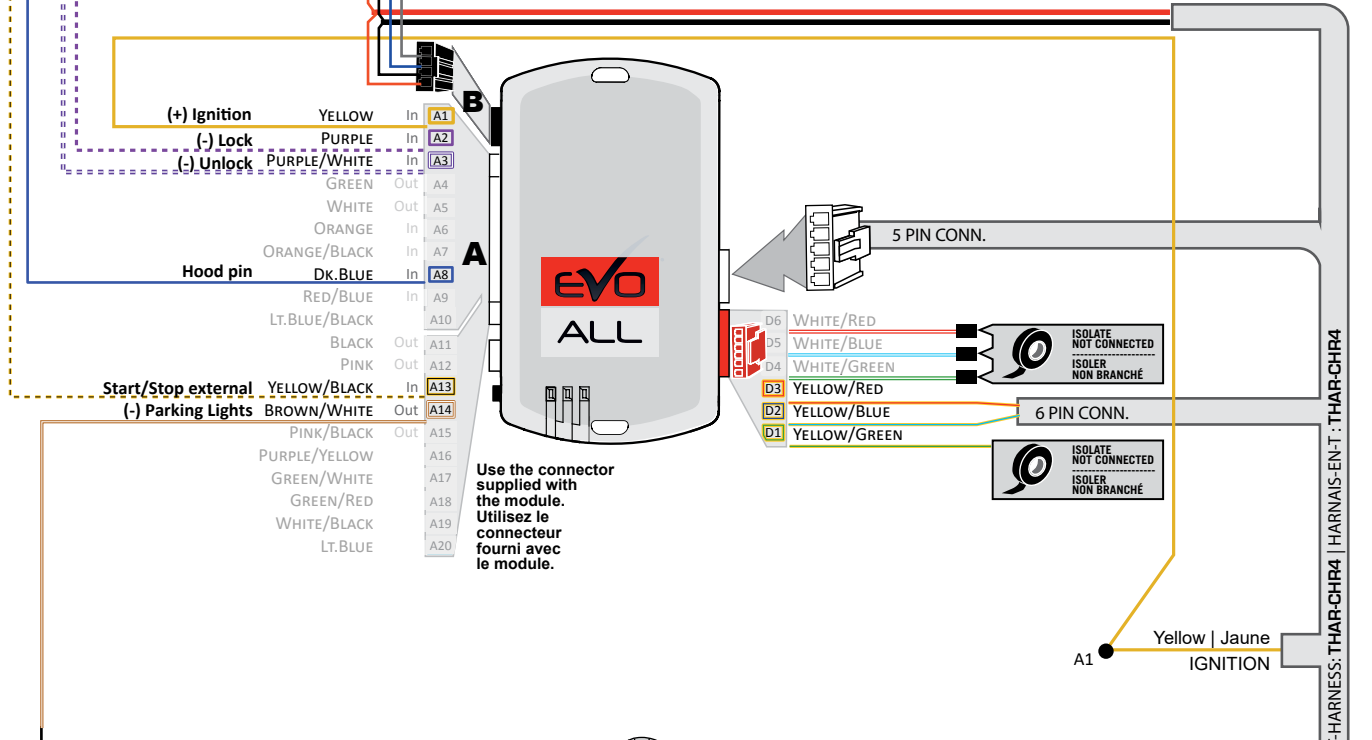 B
(+) Ignition YELLOW In A1
(-) Lock PURPLE In A2
(-) Unlock PURPLE/WHITE In A3
GREEN Out A4
WHITE Out A5
ORANGE In A6
ORANGE/BLACK In A7
A
Hood pin DK.BLUE In A8
RED/BLUE In A9
LT.BLUE/BLACK A10
BLACK Out A11
PINK Out A12
Start/Stop external YELLOW/BLACK In A13
(-) Parking Lights BROWN/WHITE Out A14
PINK/BLACK Out A15
PURPLE/YELLOW A16
GREEN/WHITE A17
GREEN/RED A18
WHITE/BLACK A19
LT.BLUE A20
EVO
ALL
Use the connector
supplied with
the module.
Utilisez le
connecteur
fourni avec
le module.
5 PIN CONN.
D6 WHITE/RED
D5 WHITE/BLUE
D4 WHITE/GREEN
D3 YELLOW/RED
D2 YELLOW/BLUE
D1 YELLOW/GREEN
ISOLATE
NOT CONNECTED
ISOLER
NON BRANCHÉ
6 PIN CONN.
ISOLATE
NOT CONNECTED
ISOLER
NON BRANCHÉ
A1
Yellow | Jaune
IGNITION
-HARNESS: THAR-CHR4 | HARNAIS-EN-T : THAR-CHR4